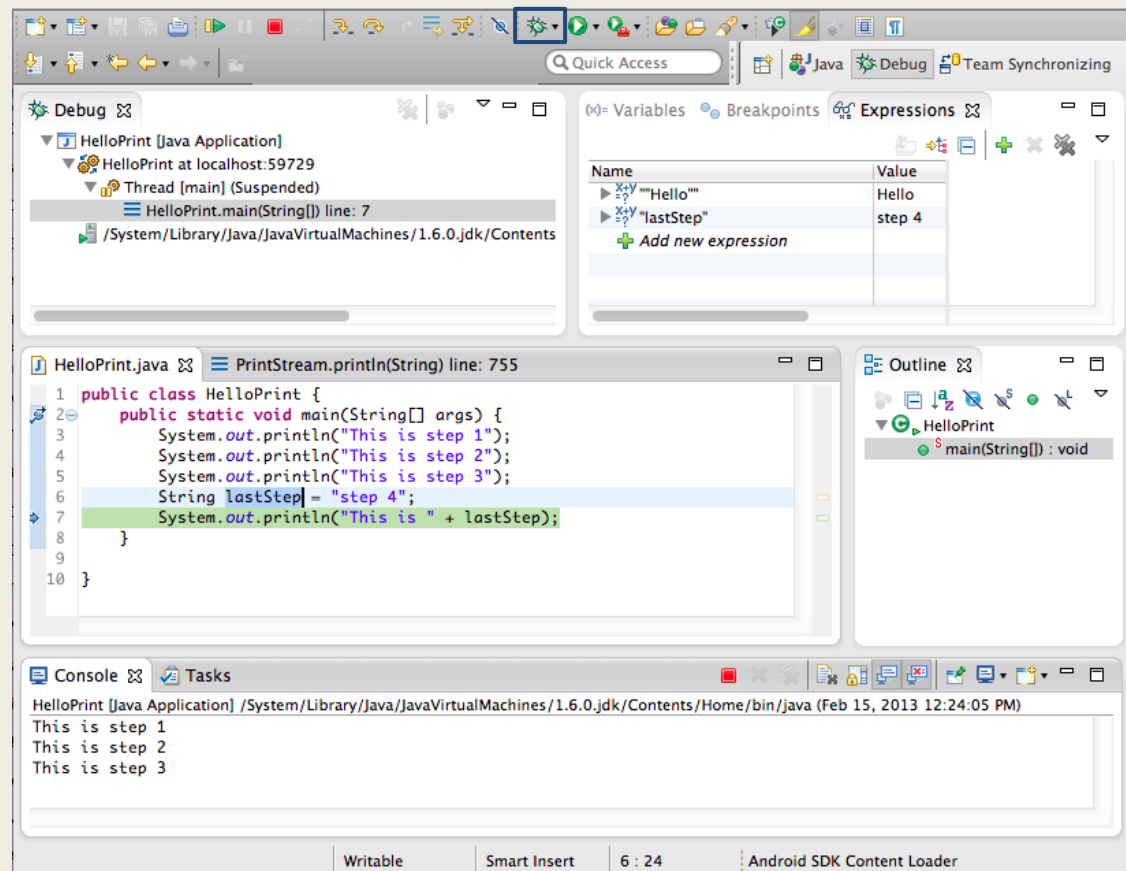 Quick Access
Java
Debug
Team Synchronizing
Debug
HelloPrint [Java Application]
HelloPrint at localhost:59729
Thread [main] (Suspended)
HelloPrint.main(String[]) line: 7
/System/Library/Java/JavaVirtualMachines/1.6.0.jdk/Contents
(x)= Variables
Breakpoints
Expressions
Name Value
""Hello"" Hello
"lastStep" step 4
Add new expression
HelloPrint.java
PrintStream.println(String) line: 755
1 public class HelloPrint {
2 public static void main(String[] args) {
3 System.out.println("This is step 1");
4 System.out.println("This is step 2");
5 System.out.println("This is step 3");
6 String lastStep = "step 4";
7 System.out.println("This is " + lastStep);
8 }
9
10 }
Outline
HelloPrint
main(String[]) : void
Console
Tasks
HelloPrint [Java Application] /System/Library/Java/JavaVirtualMachines/1.6.0.jdk/Contents/Home/bin/java (Feb 15, 2013 12:24:05 PM)
This is step 1
This is step 2
This is step 3
Writable
Smart Insert
6 : 24
Android SDK Content Loader